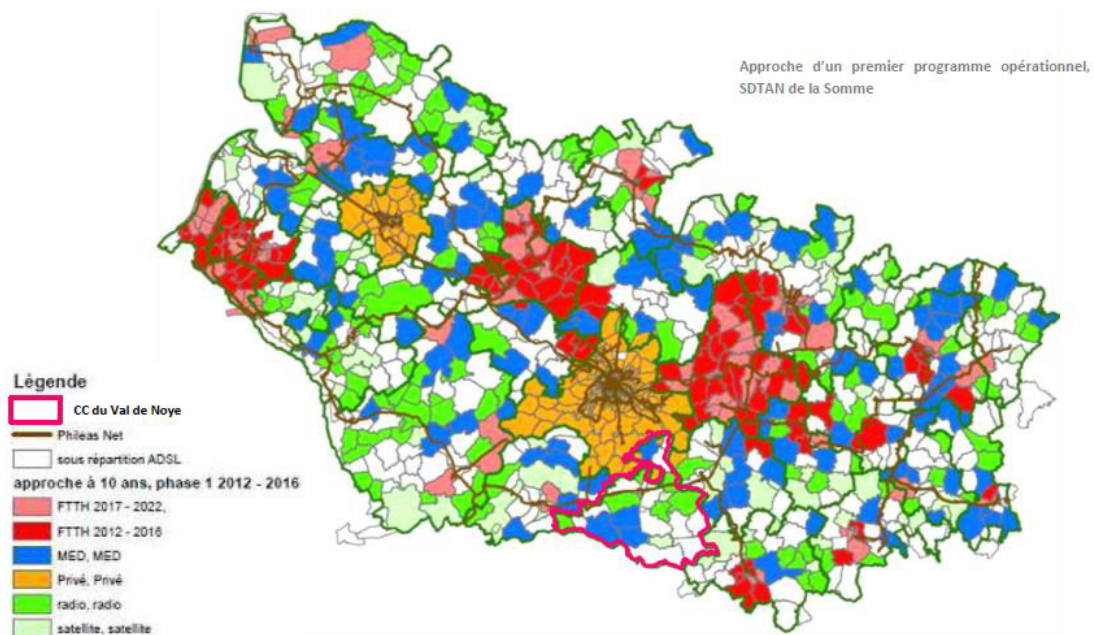 Approche d'un premier programme opérationnel,
SDTAN de la Somme
Légende
CC du Val de Noye
Philéas Net
sous répartition ADSL
approche à 10 ans, phase 1 2012 - 2016
FTTH 2017 - 2022,
FTTH 2012 - 2016
MED, MED
Privé, Privé
radio, radio
satellite, satellite